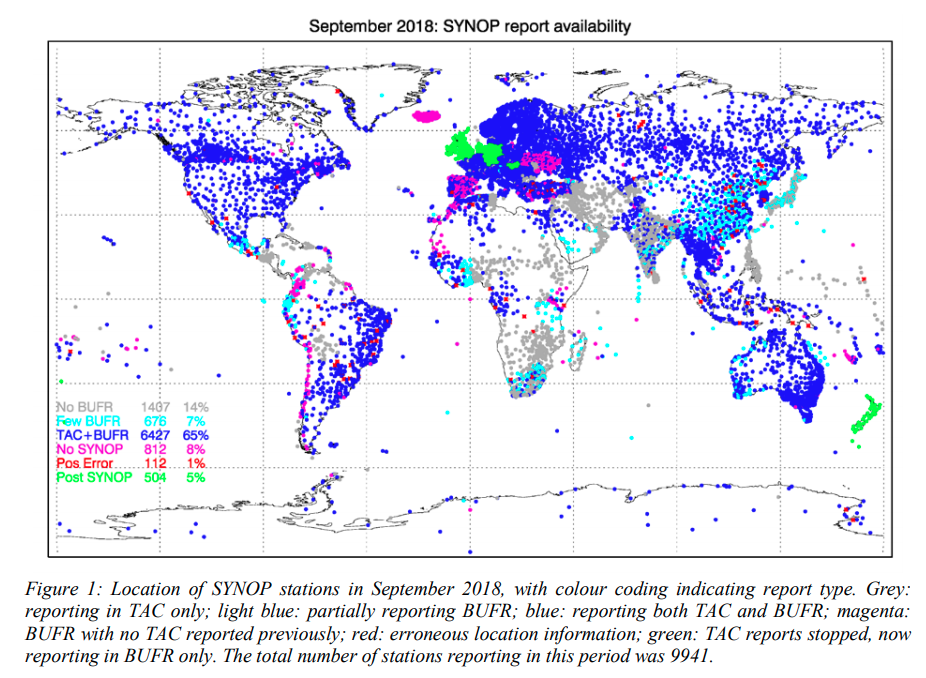 September 2018: SYNOP report availability
No BUFR 1407 14%
Few BUFR 676 7%
TAC+BUFR 6427 65%
No SYNOP 812 8%
Pos Error 112 1%
Post SYNOP 504 5%
Figure 1: Location of SYNOP stations in September 2018, with colour coding indicating report type. Grey:
reporting in TAC only; light blue: partially reporting BUFR; blue: reporting both TAC and BUFR; magenta:
BUFR with no TAC reported previously; red: erroneous location information; green: TAC reports stopped, now
reporting in BUFR only. The total number of stations reporting in this period was 9941.